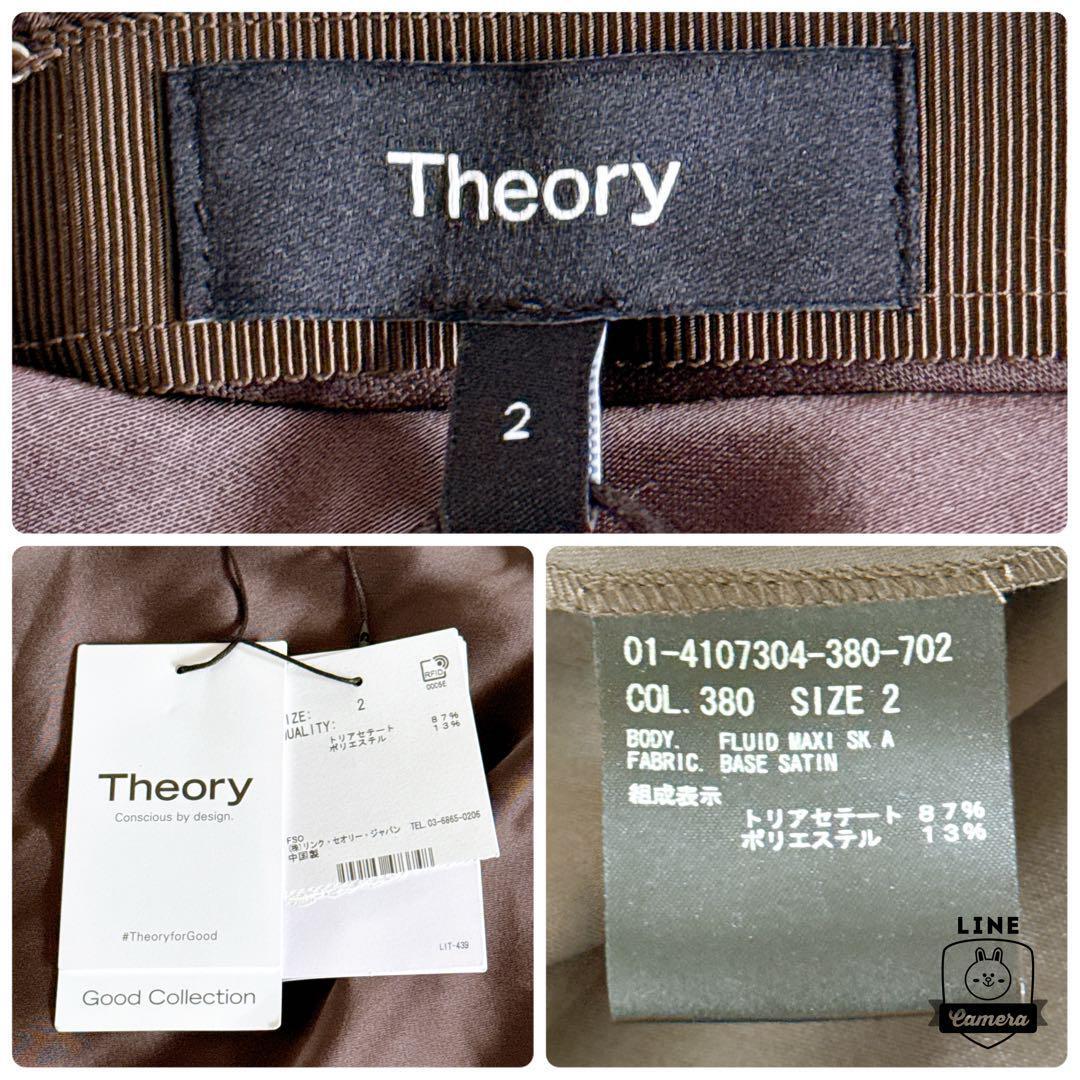 Theory
2
Theory
Conscious by design.
#TheoryforGood
Good Collection
RFID
0005E
IZE: 2
UALITY:
トリアセテート 87%
ポリエステル 13%
FSO
(株)リンク・セオリー・ジャパン TEL.03-6865-0206
中国製
LIT-439
01-4107304-380-702
COL. 380 SIZE 2
BODY. FLUID MAXI SK A
FABRIC. BASE SATIN
組成表示
トリアセテート 87%
ポリエステル 13%
LINE
Camera